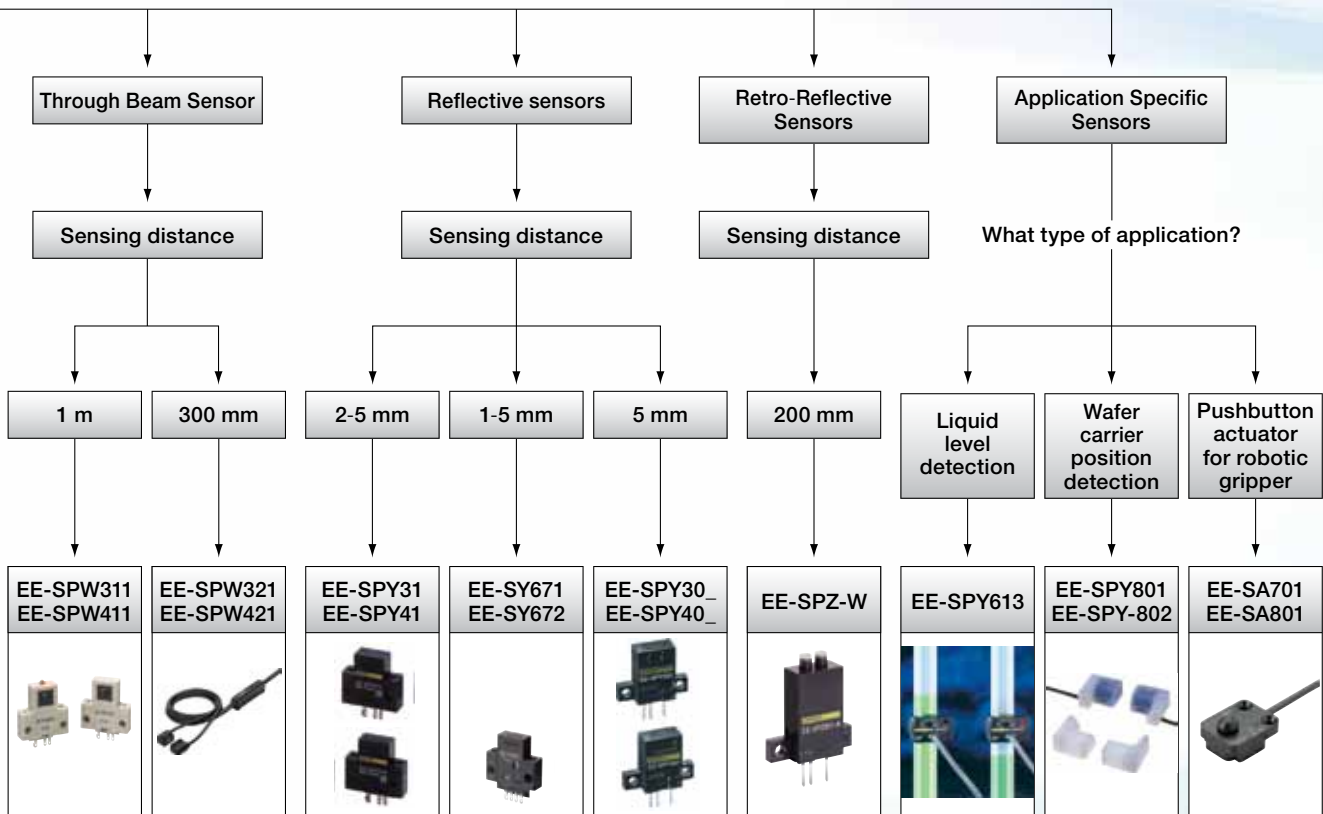 Through Beam Sensor
Reflective sensors
Retro-Reflective
Sensors
Application Specific
Sensors
Sensing distance
Sensing distance
Sensing distance
What type of application?
1 m
300 mm
2-5 mm
1-5 mm
5 mm
200 mm
Liquid
level
detection
Wafer
carrier
position
detection
Pushbutton
actuator
for robotic
gripper
EE-SPW311
EE-SPW411
EE-SPW321
EE-SPW421
EE-SPY31
EE-SPY41
EE-SY671
EE-SY672
EE-SPY30_
EE-SPY40_
EE-SPZ-W
EE-SPY613
EE-SPY801
EE-SPY-802
EE-SA701
EE-SA801